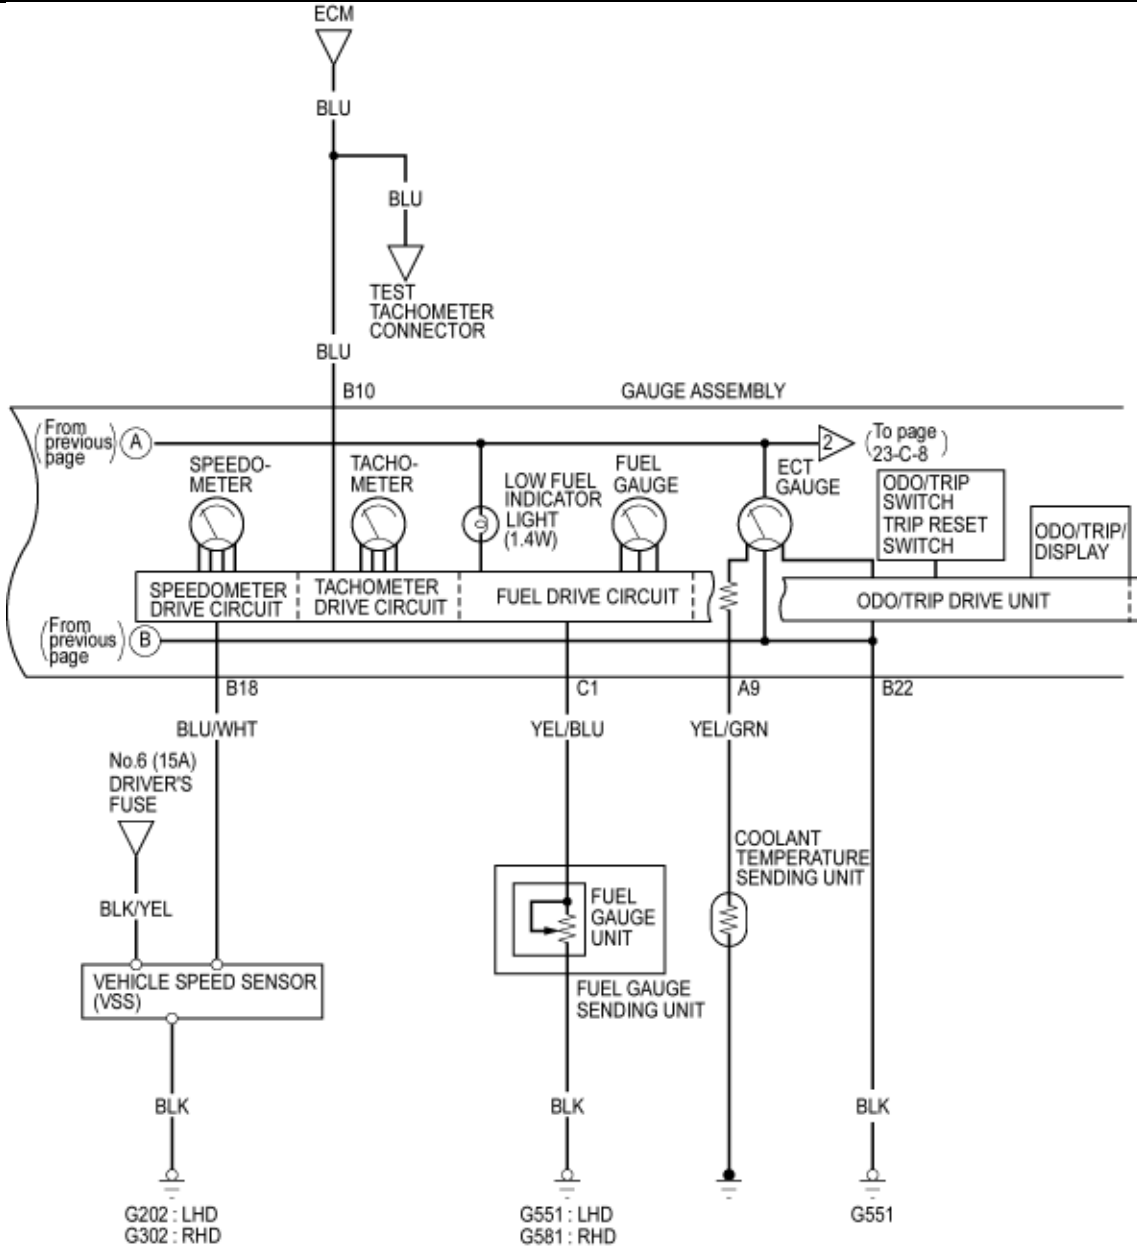 ECM
BLU
BLU
TEST
TACHOMETER
CONNECTOR
BLU
B10
GAUGE ASSEMBLY
(From
previous
page)
A
2
(To page
23-C-8)
SPEEDO-
METER
TACHO-
METER
LOW FUEL
INDICATOR
LIGHT
(1.4W)
FUEL
GAUGE
ECT
GAUGE
ODO/TRIP
SWITCH
TRIP RESET
SWITCH
ODO/TRIP/
DISPLAY
SPEEDOMETER
DRIVE CIRCUIT
TACHOMETER
DRIVE CIRCUIT
FUEL DRIVE CIRCUIT
ODO/TRIP DRIVE UNIT
(From
previous
page)
B
B18
C1
A9
B22
BLU/WHT
YEL/BLU
YEL/GRN
No.6 (15A)
DRIVER'S
FUSE
BLK/YEL
COOLANT
TEMPERATURE
SENDING UNIT
FUEL
GAUGE
UNIT
VEHICLE SPEED SENSOR
(VSS)
FUEL GAUGE
SENDING UNIT
BLK
BLK
BLK
G202 : LHD
G302 : RHD
G551 : LHD
G581 : RHD
G551